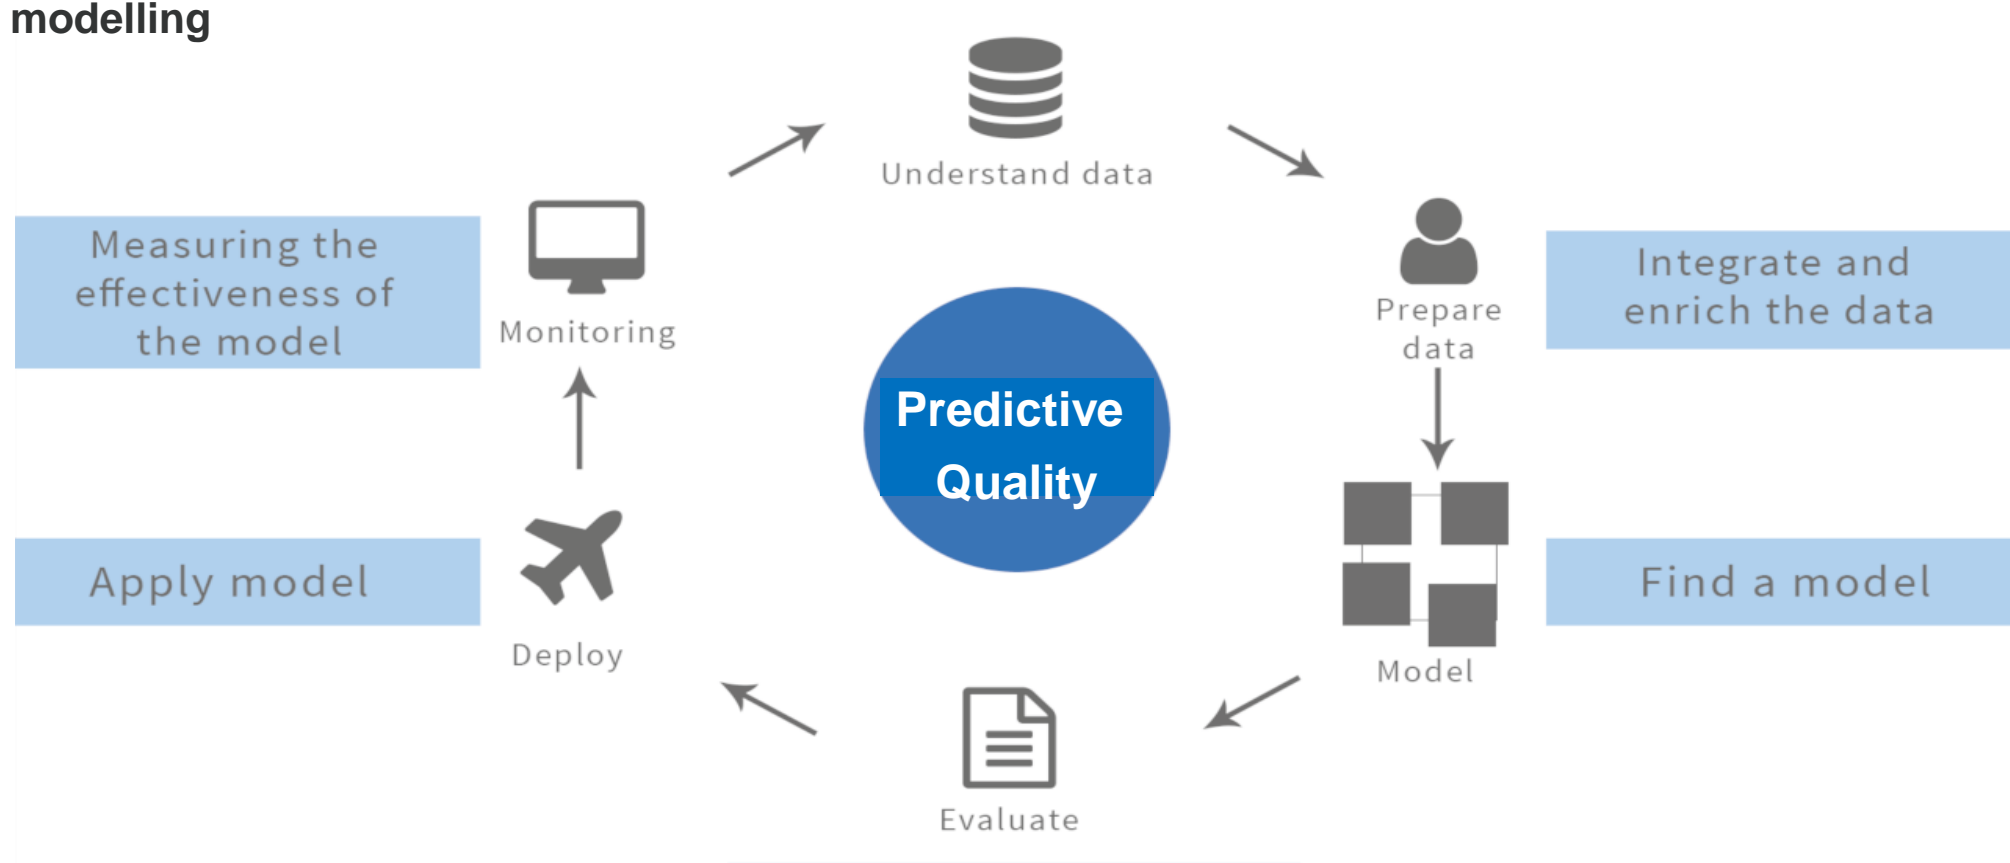 modelling
Understand data
Measuring the
effectiveness of
the model
Monitoring
Prepare
data
Integrate and
enrich the data
Predictive
Quality
Apply model
Deploy
Find a model
Model
Evaluate